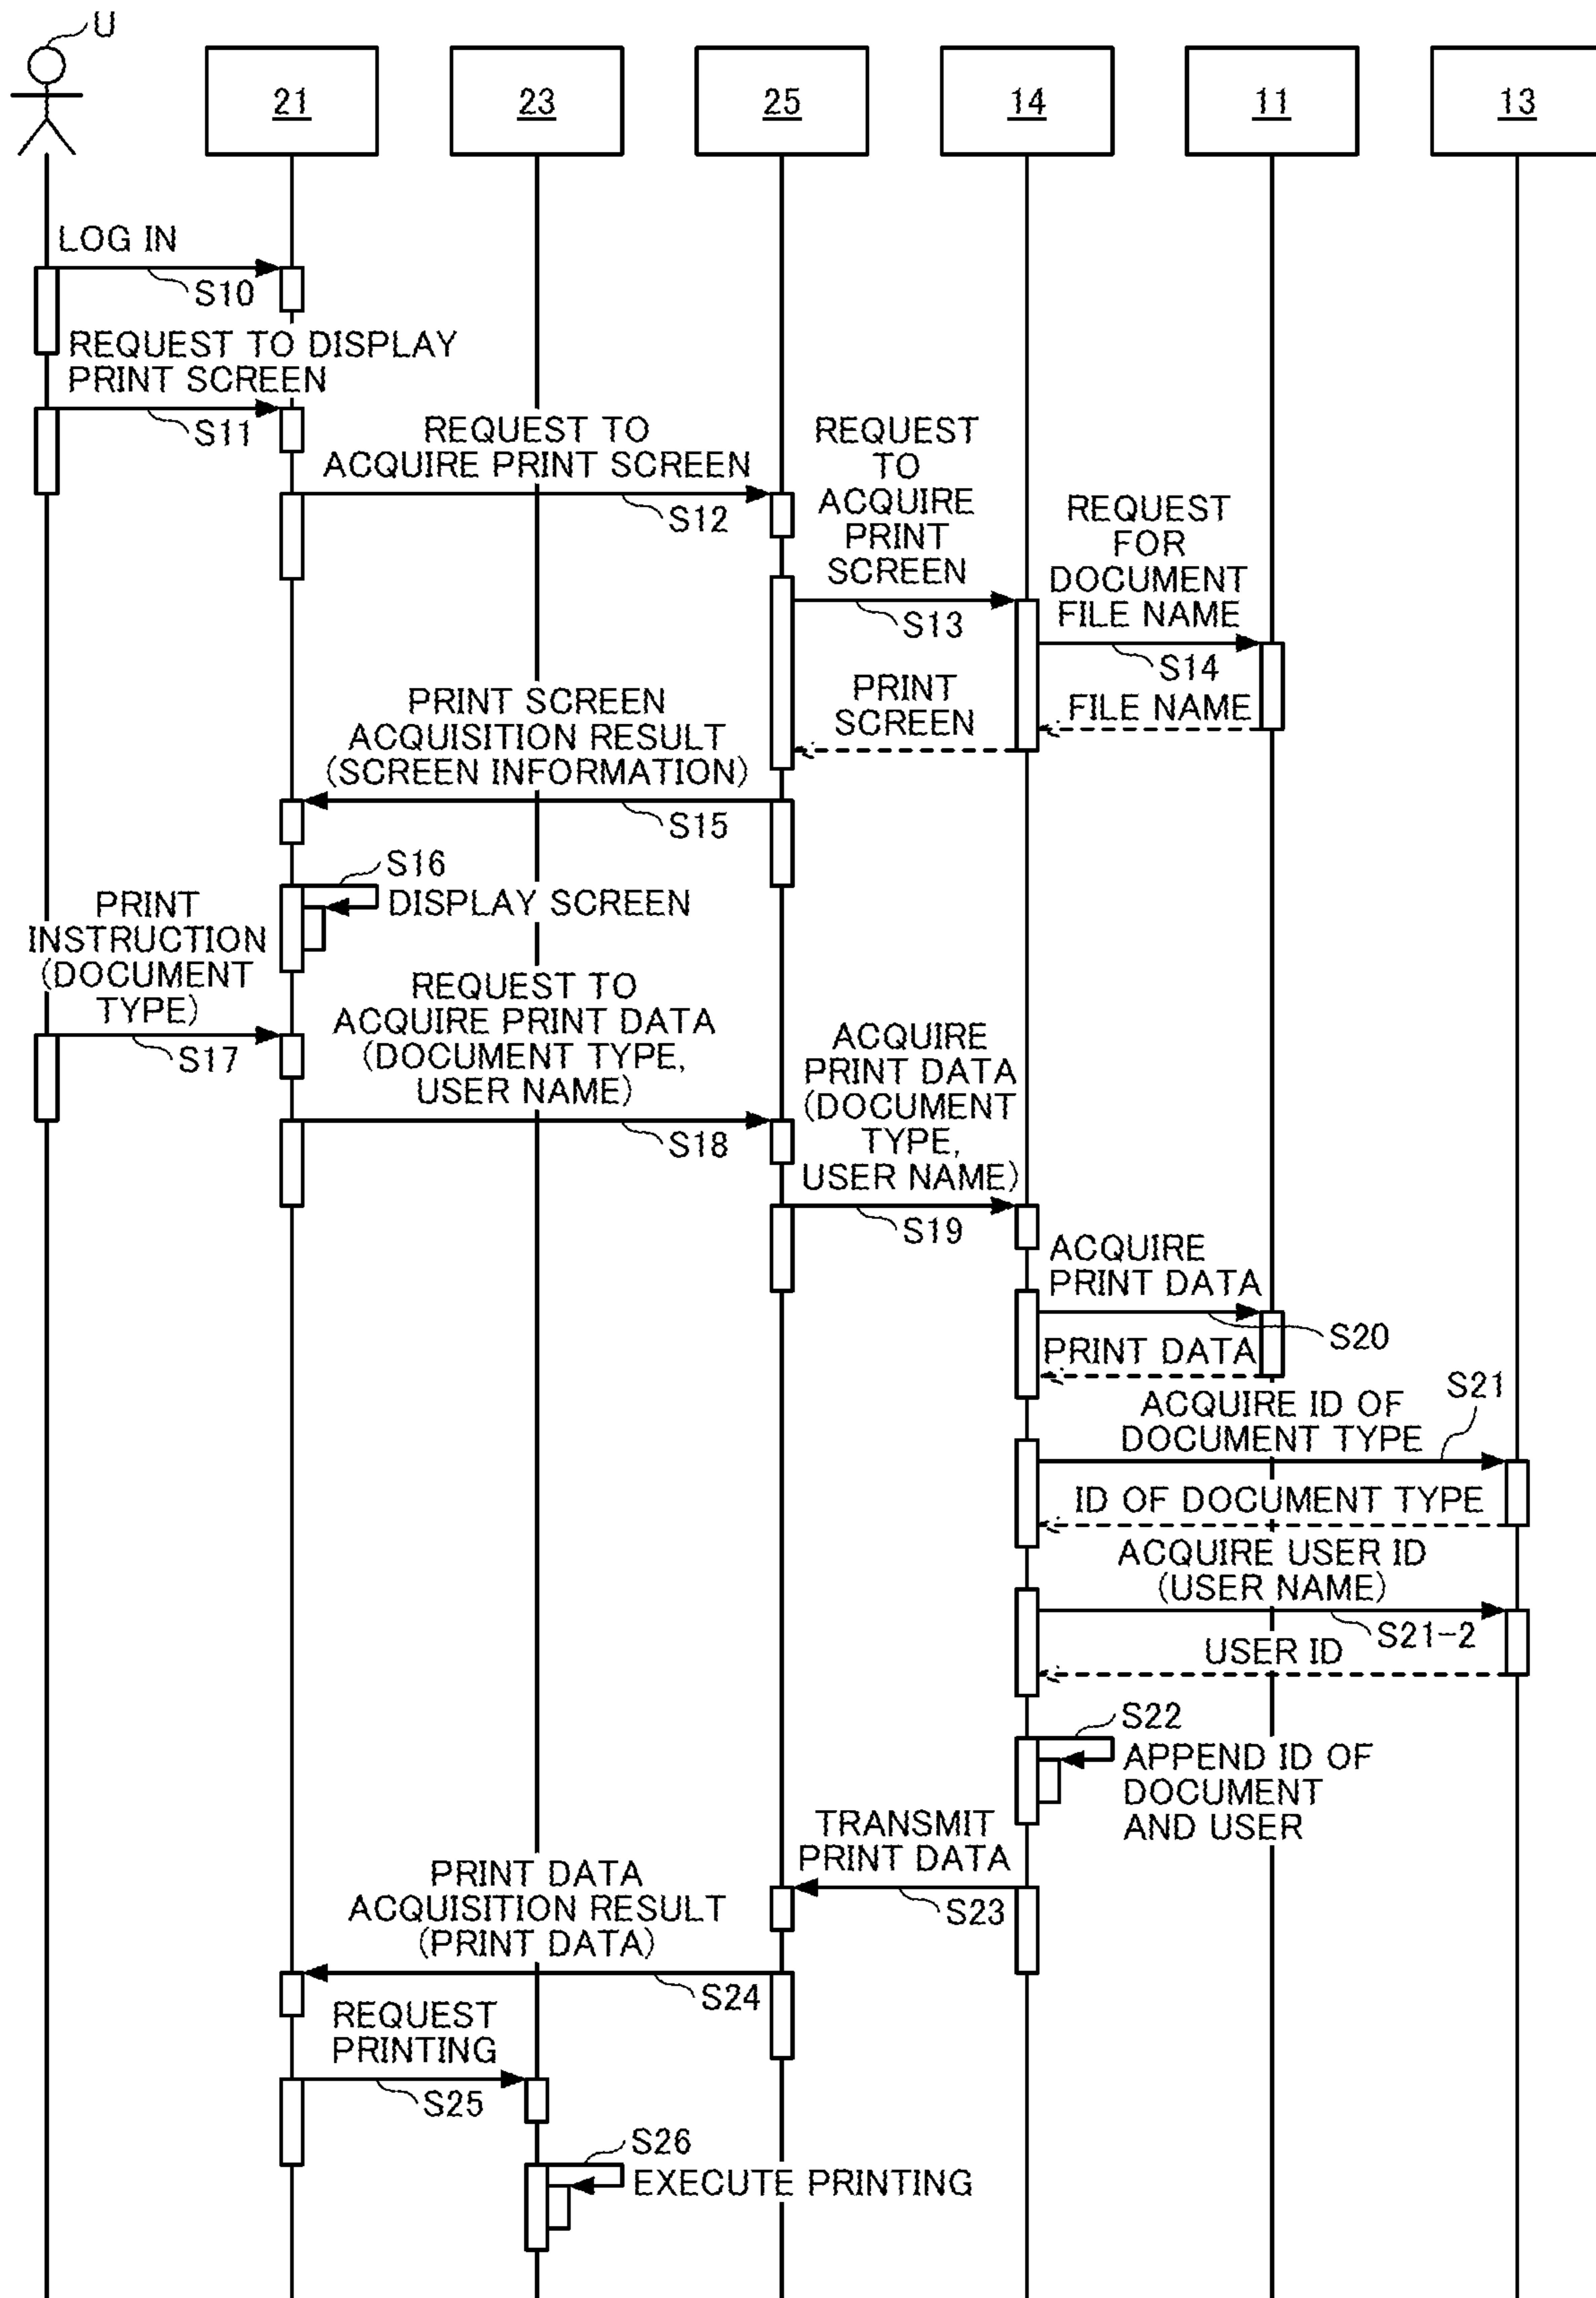 U
21
23
25
14
11
13
LOG IN
S10
REQUEST TO DISPLAY
PRINT SCREEN
S11
REQUEST TO
ACQUIRE PRINT SCREEN
S12
REQUEST
TO
ACQUIRE
PRINT
SCREEN
S13
REQUEST
FOR
DOCUMENT
FILE NAME
S14
FILE NAME
PRINT
SCREEN
PRINT SCREEN
ACQUISITION RESULT
(SCREEN INFORMATION)
S15
S16
DISPLAY SCREEN
PRINT
INSTRUCTION
(DOCUMENT
TYPE)
S17
REQUEST TO
ACQUIRE PRINT DATA
(DOCUMENT TYPE,
USER NAME)
S18
ACQUIRE
PRINT DATA
(DOCUMENT
TYPE,
USER NAME)
S19
ACQUIRE
PRINT DATA
S20
PRINT DATA
ACQUIRE ID OF
DOCUMENT TYPE
S21
ID OF DOCUMENT TYPE
ACQUIRE USER ID
(USER NAME)
S21-2
USER ID
S22
APPEND ID OF
DOCUMENT
AND USER
TRANSMIT
PRINT DATA
S23
PRINT DATA
ACQUISITION RESULT
(PRINT DATA)
S24
REQUEST
PRINTING
S25
S26
EXECUTE PRINTING